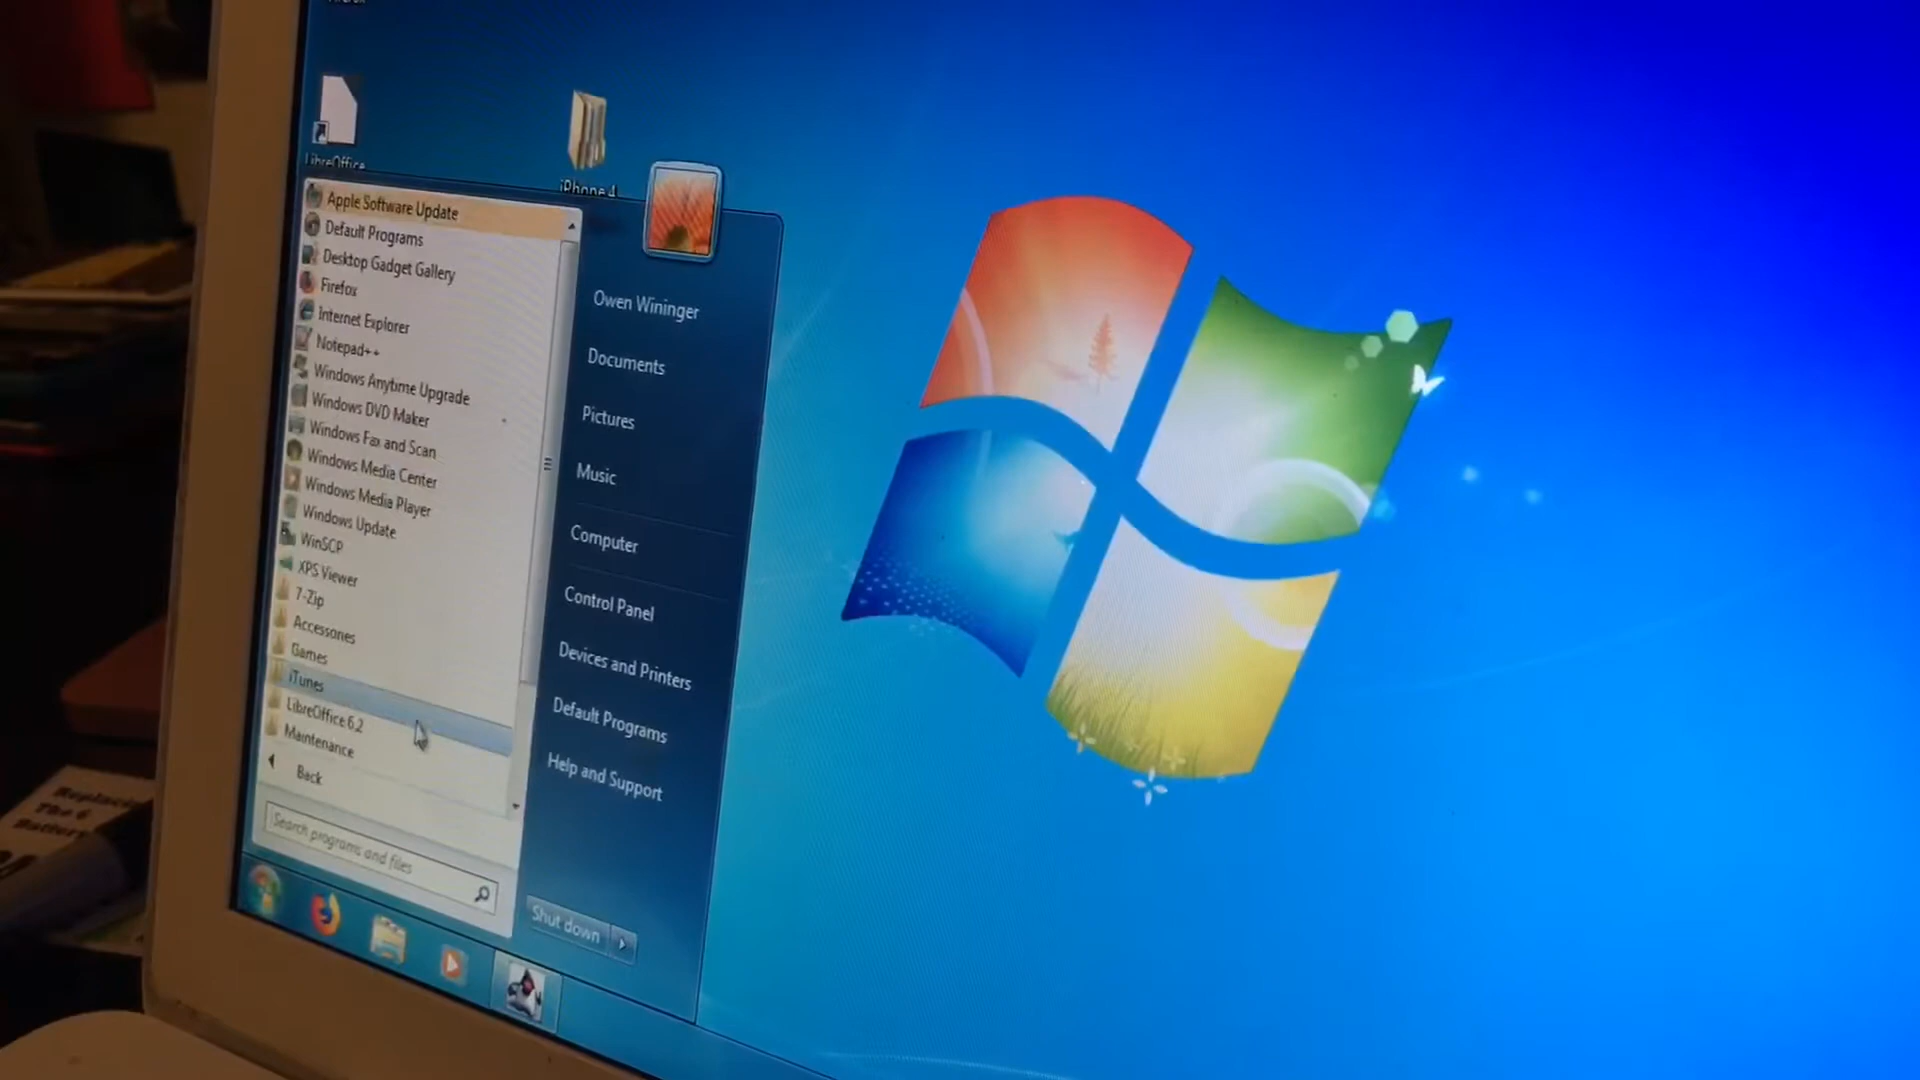 LibreOffice
iPhone 4
Apple Software Update
Default Programs
Desktop Gadget Gallery
Firefox
Internet Explorer
Notepad++
Windows Anytime Upgrade
Windows DVD Maker
Windows Fax and Scan
Windows Media Center
Windows Media Player
Windows Update
WinSCP
XPS Viewer
7-Zip
Accessories
Games
iTunes
LibreOffice 6.2
Maintenance
Back
Search programs and files
Owen Wininger
Documents
Pictures
Music
Computer
Control Panel
Devices and Printers
Default Programs
Help and Support
Shut down
The 6
Battery